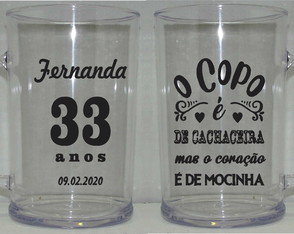 Fernanda
33
anos
09.02.2020
O Copo
é
DE CACHACEIRA
mas o coração
É DE MOCINHA